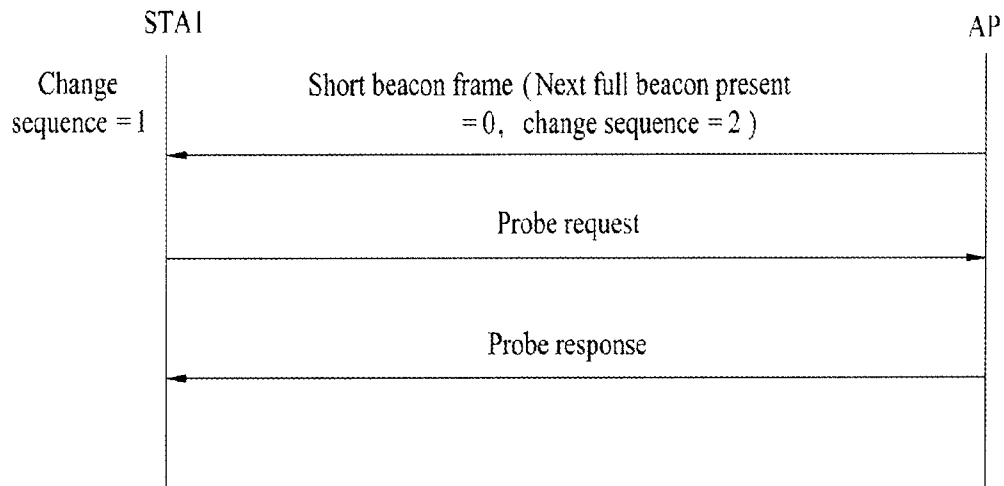 STA1
AP
Change
sequence = 1
Short beacon frame (Next full beacon present
=0, change sequence = 2 )
Probe request
Probe response